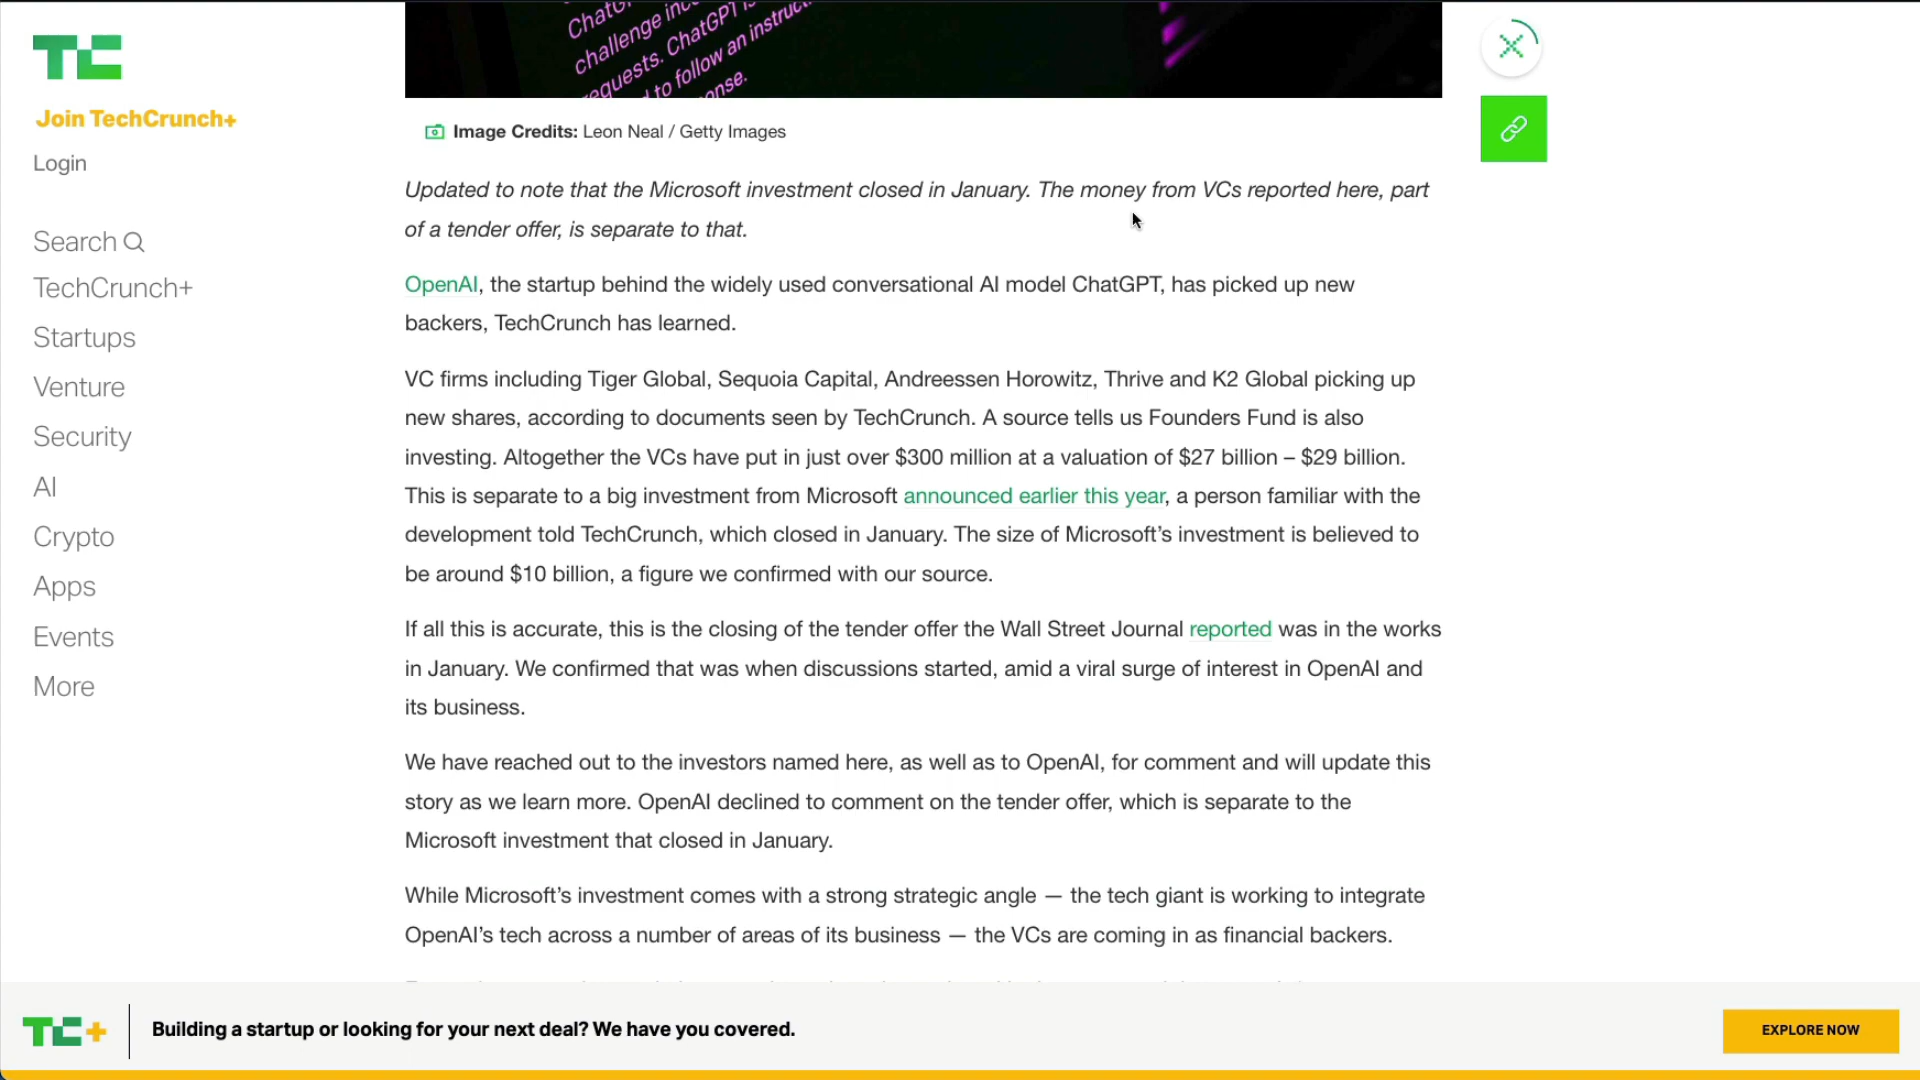 ChatG
challenge inc
requests. ChatGPT is
d to follow an instruc
onse.
TC
Join TechCrunch+
Login
Search
TechCrunch+
Startups
Venture
Security
AI
Crypto
Apps
Events
More
Image Credits: Leon Neal / Getty Images
Updated to note that the Microsoft investment closed in January. The money from VCs reported here, part
of a tender offer, is separate to that.
OpenAI, the startup behind the widely used conversational AI model ChatGPT, has picked up new
backers, TechCrunch has learned.
VC firms including Tiger Global, Sequoia Capital, Andreessen Horowitz, Thrive and K2 Global picking up
new shares, according to documents seen by TechCrunch. A source tells us Founders Fund is also
investing. Altogether the VCs have put in just over $300 million at a valuation of $27 billion – $29 billion.
This is separate to a big investment from Microsoft announced earlier this year, a person familiar with the
development told TechCrunch, which closed in January. The size of Microsoft’s investment is believed to
be around $10 billion, a figure we confirmed with our source.
If all this is accurate, this is the closing of the tender offer the Wall Street Journal reported was in the works
in January. We confirmed that was when discussions started, amid a viral surge of interest in OpenAI and
its business.
We have reached out to the investors named here, as well as to OpenAI, for comment and will update this
story as we learn more. OpenAI declined to comment on the tender offer, which is separate to the
Microsoft investment that closed in January.
While Microsoft’s investment comes with a strong strategic angle — the tech giant is working to integrate
OpenAI’s tech across a number of areas of its business — the VCs are coming in as financial backers.
TC+
Building a startup or looking for your next deal? We have you covered.
EXPLORE NOW